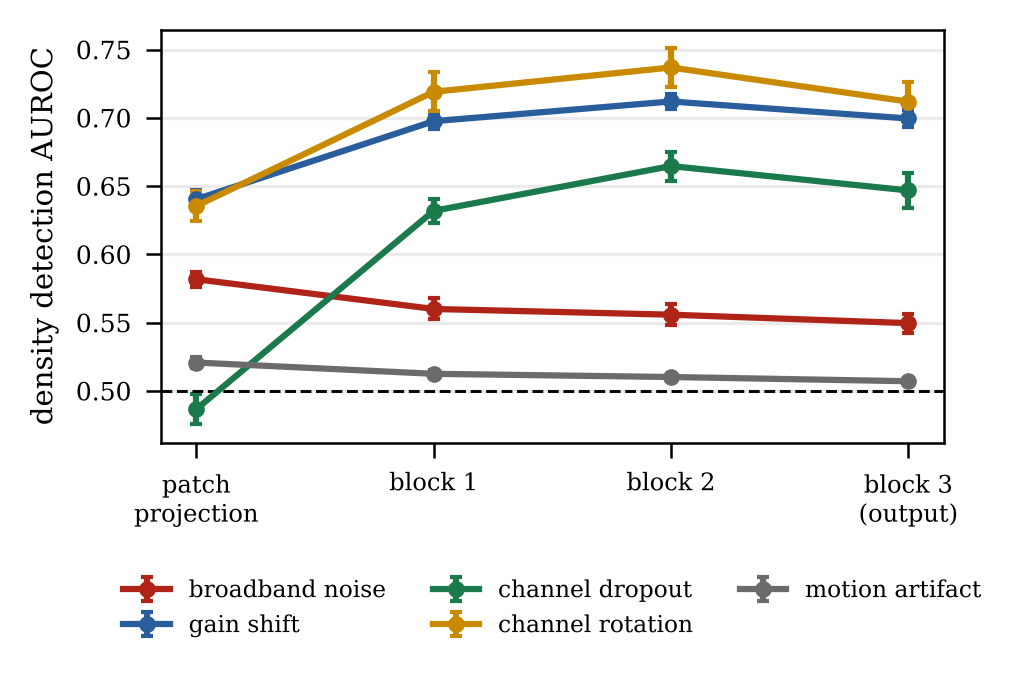 density detection AUROC
0.75
0.70
0.65
0.60
0.55
0.50
patch
projection
block 1
block 2
block 3
(output)
broadband noise
channel dropout
motion artifact
gain shift
channel rotation